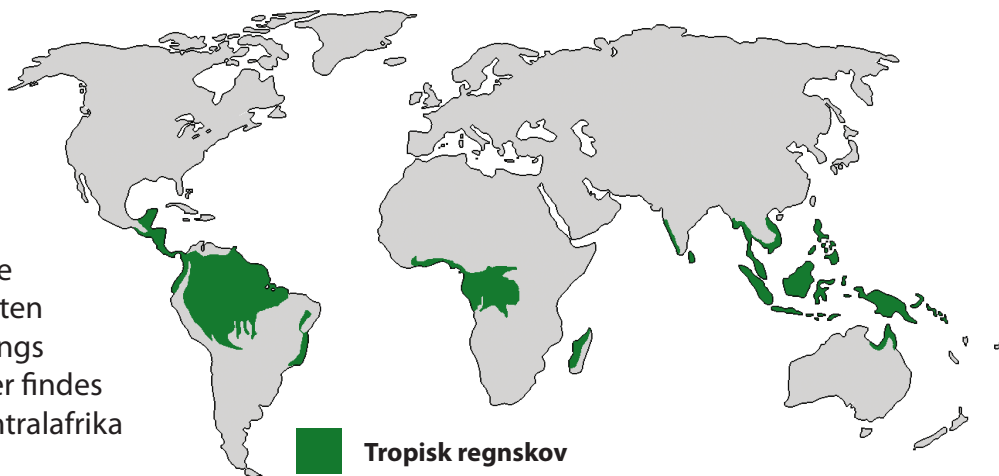 e
ten
ngs
er findes
ntralafrika
Tropisk regnskov